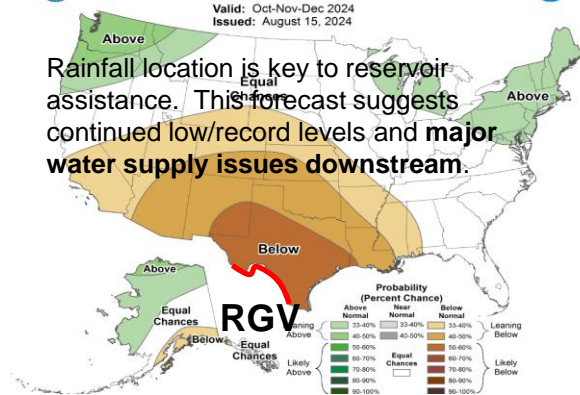 Valid: Oct-Nov-Dec 2024
Issued: August 15, 2024
Above
Rainfall location is key to reservoir
Equal
Chances
assistance. This forecast suggests
Above
continued low/record levels and major
water supply issues downstream.
Below
Above
Equal
Chances
Below
RGV
Equal
Chances
Probability
(Percent Chance)
Above Normal
Near Normal
Below Normal
Leaning Above
33-40%
33-40%
33-40%
Leaning Below
40-50%
40-50%
40-50%
50-60%
Equal Chances
50-60%
Likely Above
60-70%
60-70%
Likely Below
70-80%
70-80%
80-90%
80-90%
90-100%
90-100%